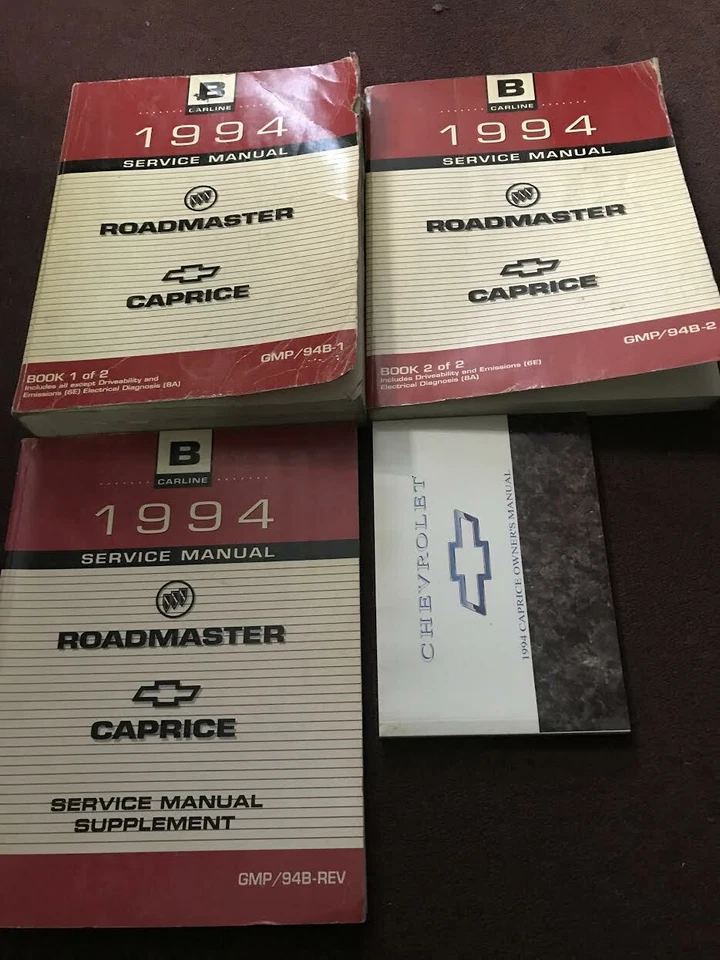 B
CARLINE
1994
SERVICE MANUAL
ROADMASTER
CAPRICE
GMP/94B-1
BOOK 1 of 2
Includes all except Driveability and
Emissions (6E) Electrical Diagnosis (8A)
B
CARLINE
1994
SERVICE MANUAL
ROADMASTER
CAPRICE
GMP/94B-2
BOOK 2 of 2
Includes Driveability and Emissions (6E)
Electrical Diagnosis (8A)
B
CARLINE
1994
SERVICE MANUAL
ROADMASTER
CAPRICE
SERVICE MANUAL
SUPPLEMENT
GMP/94B-REV
CHEVROLET
1994 CAPRICE OWNER'S MANUAL